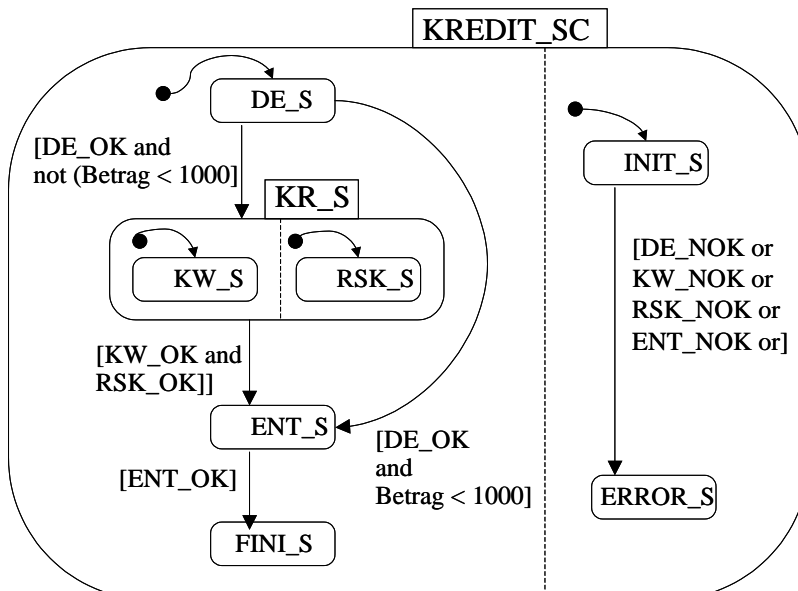 KREDIT_SC
DE_S
[DE_OK and
not (Betrag < 1000]
KR_S
KW_S
RSK_S
[KW_OK and
RSK_OK]]
ENT_S
[DE_OK
and
Betrag < 1000]
[ENT_OK]
FINI_S
INIT_S
[DE_NOK or
KW_NOK or
RSK_NOK or
ENT_NOK or]
ERROR_S